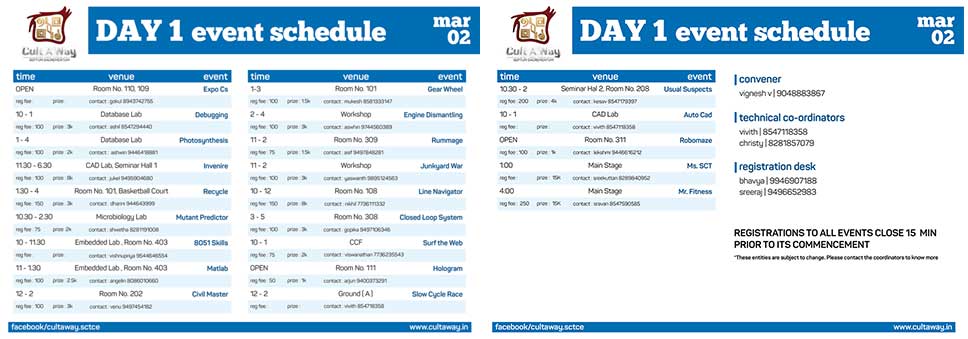 Cult A Way
DAY 1 event schedule
mar
02
time venue event
OPEN Room No. 110, 109 Expo Cs
reg fee : prize : contact : gokul 8943742755
10 - 1 Database Lab Debugging
reg fee : 100 prize : 3k contact : ashil 8547294440
1 - 4 Database Lab Photosynthesis
reg fee : 100 prize : 2k contact : ashwin 9446418881
11.30 - 6.30 CAD Lab, Seminar Hall 1 Invenire
reg fee : 100 prize : 8k contact : jukel 9495904680
1.30 - 4 Room No. 101, Basketball Court Recycle
reg fee : 150 prize : 3k contact : dhanni 9446143999
10.30 - 2.30 Microbiology Lab Mutant Predictor
reg fee : 75 prize : 2k contact : shwetha 8281191008
10 - 11.30 Embedded Lab , Room No. 403 8051 Skills
reg fee : 100 prize : contact : vishnupriya 9544646554
11 - 1.30 Embedded Lab , Room No. 403 Matlab
reg fee : 100 prize : 2.5k contact : angelin 8086010660
12 - 2 Room No. 202 Civil Master
reg fee : 100 prize : 3k contact : venu 9497454182
time venue event
1-3 Room No. 101 Gear Wheel
reg fee : 100 prize : 1.5k contact : mukesh 8581333147
2 - 4 Workshop Engine Dismantling
reg fee : 100 prize : 3k contact : aswhin 9744560389
11 - 2 Room No. 309 Rummage
reg fee : 75 prize : 1.5k contact : asif 9497846281
11 - 2 Workshop Junkyard War
reg fee : 100 prize : 3k contact : yaswanth 9895124563
10 - 12 Room No. 108 Line Navigator
reg fee : 150 prize : 8k contact : nikhil 7736111332
3 - 5 Room No. 308 Closed Loop System
reg fee : 100 prize : 3k contact : gopika 9497106346
10 - 1 CCF Surf the Web
reg fee : 75 prize : 2k contact : viswanathan 7736235543
OPEN Room No. 111 Hologram
reg fee : 50 prize : 1k contact : arjun 9400373291
12 - 2 Ground ( A ) Slow Cycle Race
reg fee : prize : contact : vivith 8547118358
facebook/cultaway.sctce www.cultaway.in
Cult A Way
DAY 1 event schedule
mar
02
time venue event
10.30 - 2 Seminar Hal 2, Room No. 208 Usual Suspects
reg fee : 200 prize : 4k contact : kesav 8547179397
10 - 1 CAD Lab Auto Cad
reg fee : prize : contact : vivith 8547118358
OPEN Room No. 311 Robomaze
reg fee : 100 prize : 1k contact : kikshmi 9446616212
1:00 Main Stage Ms. SCT
reg fee : prize : 15K contact : sreekuttan 8289840952
4:00 Main Stage Mr. Fitness
reg fee : 250 prize : 15K contact : sravan 8547590585
convener
vignesh v | 9048883867
technical co-ordinators
vivith | 8547118358
christy | 8281857079
registration desk
bhavya | 9946907188
sreeraj | 9496652983
REGISTRATIONS TO ALL EVENTS CLOSE 15 MIN
PRIOR TO ITS COMMENCEMENT
*These entities are subject to change. Please contact the coordinators to know more
facebook/cultaway.sctce www.cultaway.in